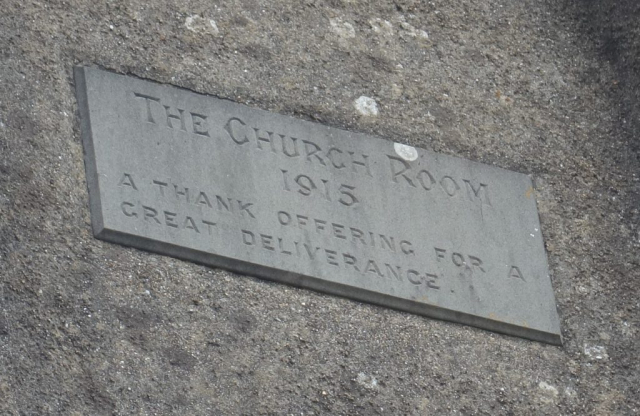 THE CHURCH ROOM
1915
A THANK OFFERING FOR A
GREAT DELIVERANCE.